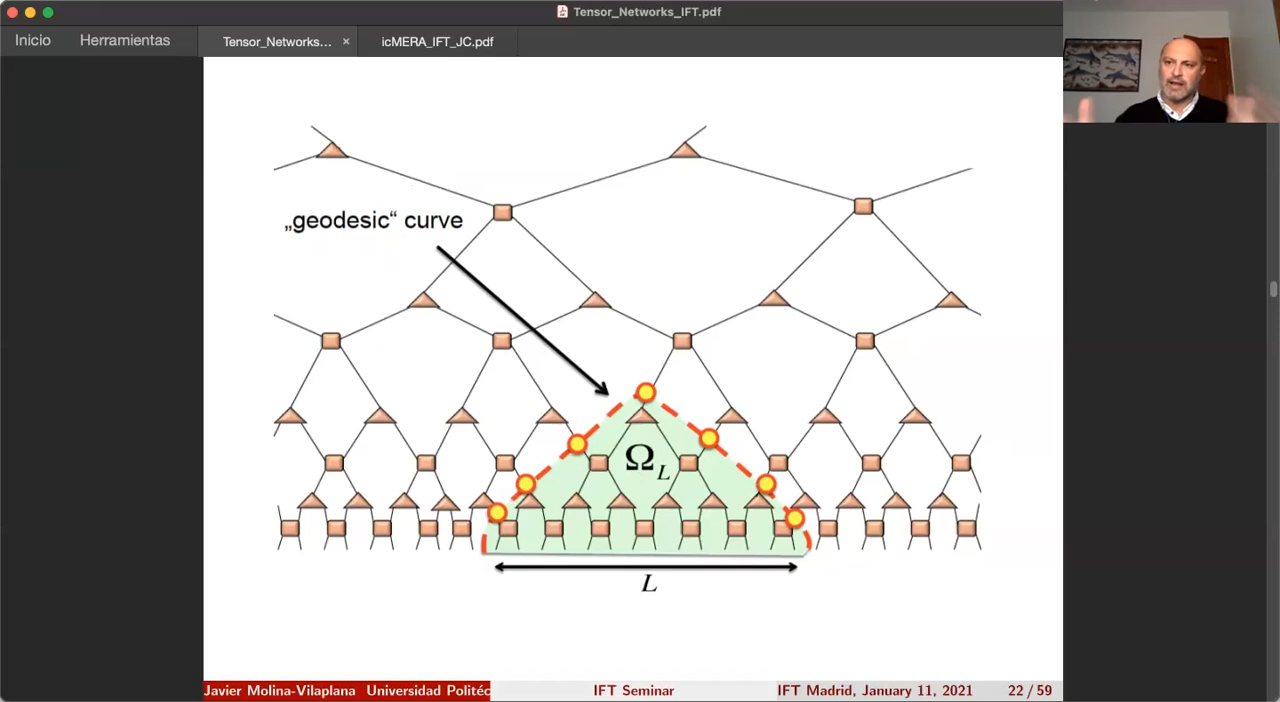 Tensor_Networks_IFT.pdf
Inicio Herramientas Tensor_Networks... × icMERA_IFT_JC.pdf
„geodesic“ curve
Ω_L
L
Javier Molina-Vilaplana Universidad Politéc IFT Seminar IFT Madrid, January 11, 2021 22 / 59